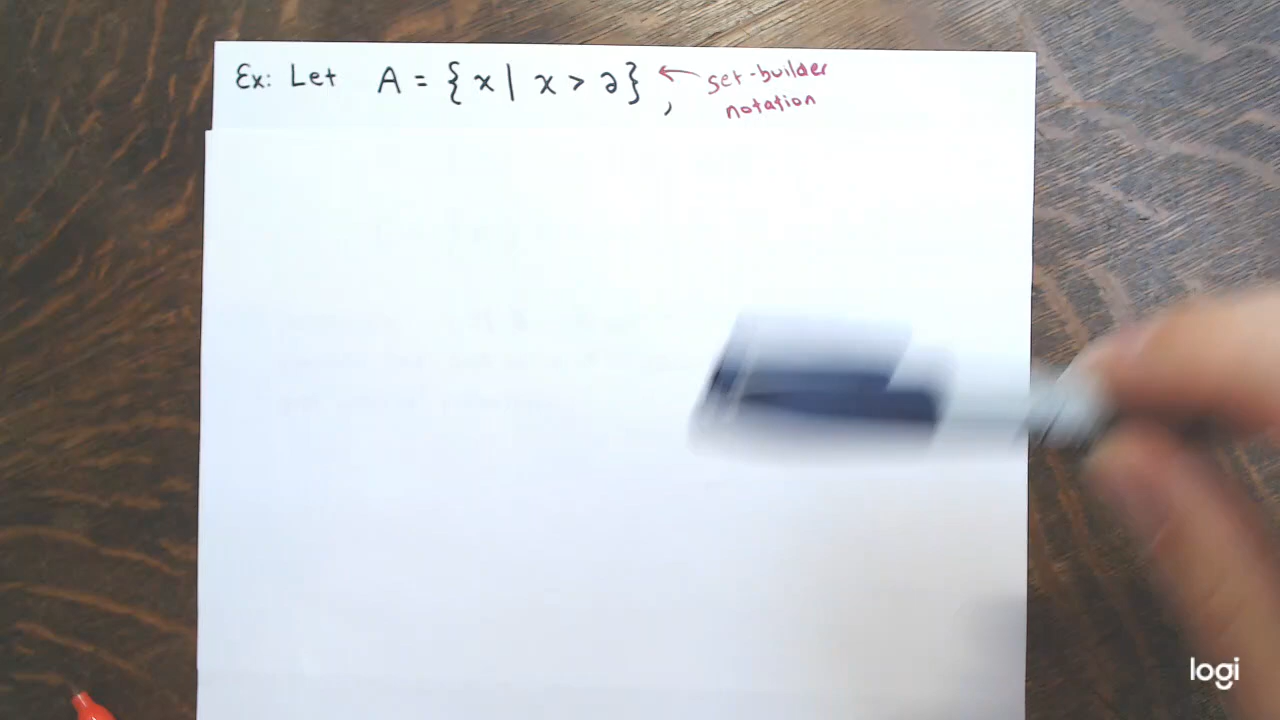 Ex: Let A = { x | x > 2 } , ← set-builder
notation
logi